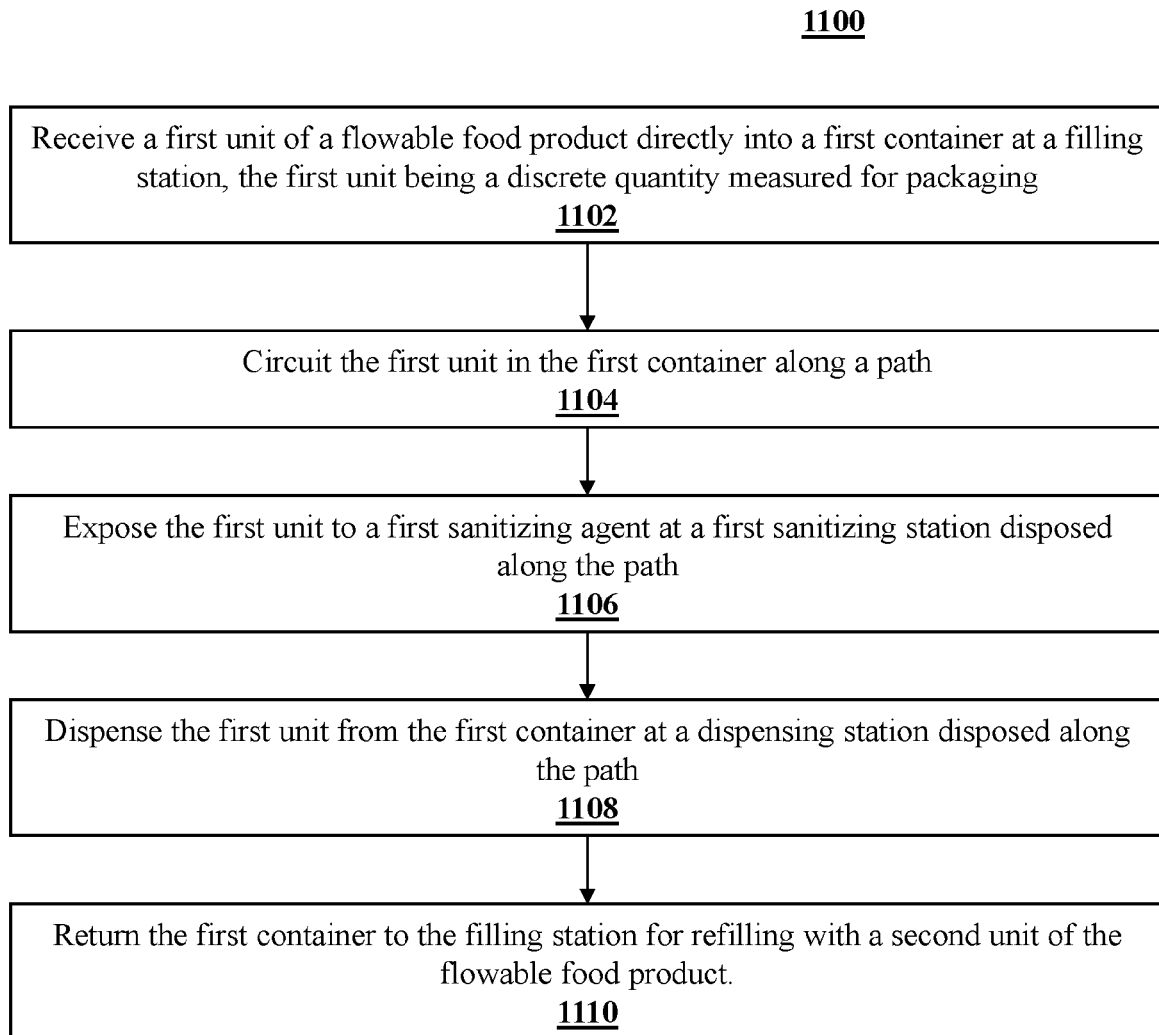 1100
Receive a first unit of a flowable food product directly into a first container at a filling
station, the first unit being a discrete quantity measured for packaging
1102
Circuit the first unit in the first container along a path
1104
Expose the first unit to a first sanitizing agent at a first sanitizing station disposed
along the path
1106
Dispense the first unit from the first container at a dispensing station disposed along
the path
1108
Return the first container to the filling station for refilling with a second unit of the
flowable food product.
1110